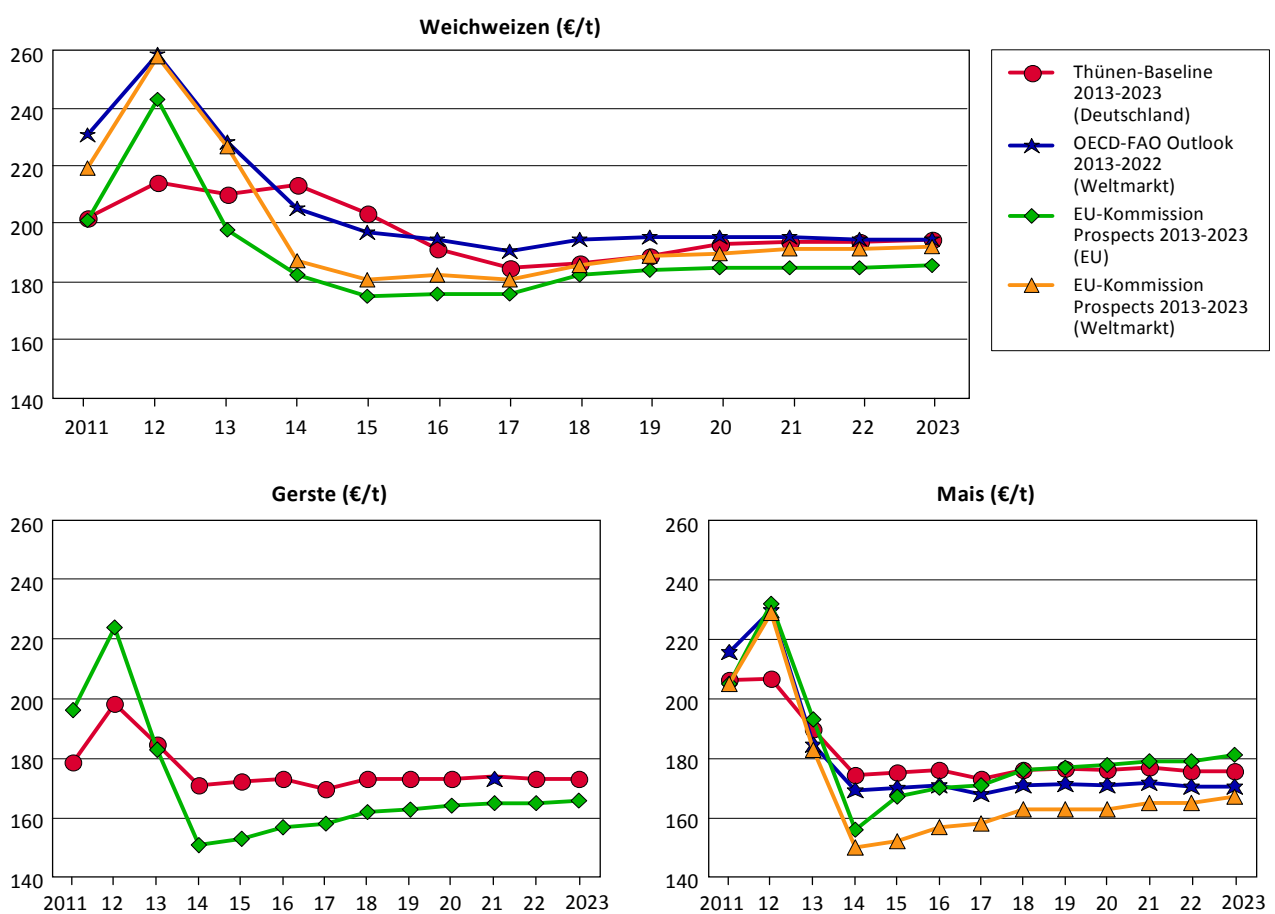 Weichweizen (€/t)
260
240
220
200
180
160
140
2011 12 13 14 15 16 17 18 19 20 21 22 2023
Thünen-Baseline
2013-2023
(Deutschland)
OECD-FAO Outlook
2013-2022
(Weltmarkt)
EU-Kommission
Prospects 2013-2023
(EU)
EU-Kommission
Prospects 2013-2023
(Weltmarkt)
Gerste (€/t)
260
240
220
200
180
160
140
2011 12 13 14 15 16 17 18 19 20 21 22 2023
Mais (€/t)
260
240
220
200
180
160
140
2011 12 13 14 15 16 17 18 19 20 21 22 2023